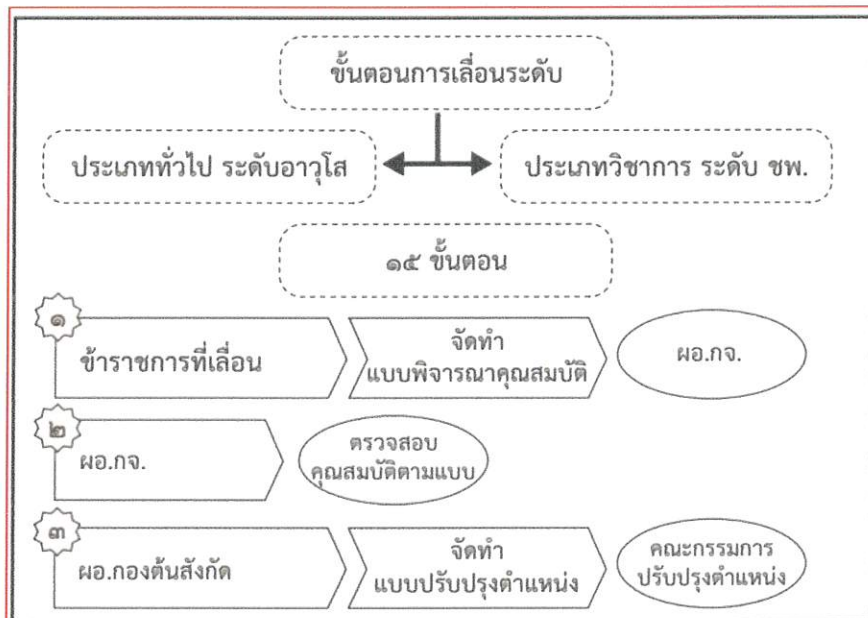 ขั้นตอนการเลื่อนระดับ
ประเภททั่วไป ระดับอาวุโส
ประเภทวิชาการ ระดับ ชพ.
๑๕ ขั้นตอน
๑
ข้าราชการที่เลื่อน
จัดทำ
แบบพิจารณาคุณสมบัติ
ผอ.กจ.
๒
ผอ.กจ.
ตรวจสอบ
คุณสมบัติตามแบบ
๓
ผอ.กองต้นสังกัด
จัดทำ
แบบปรับปรุงตำแหน่ง
คณะกรรมการ
ปรับปรุงตำแหน่ง